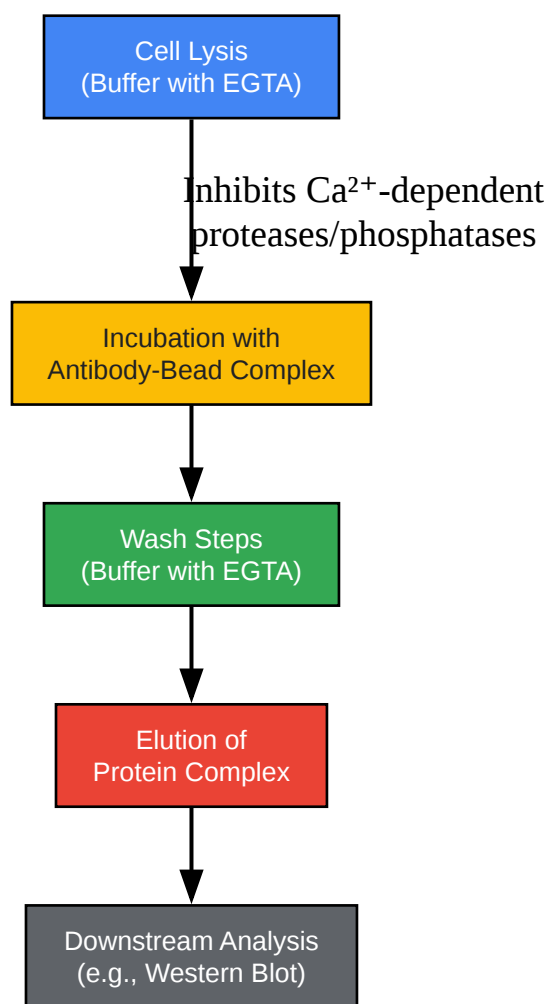 Cell Lysis
(Buffer with EGTA)
Inhibits Ca²⁺-dependent
proteases/phosphatases
Incubation with
Antibody-Bead Complex
Wash Steps
(Buffer with EGTA)
Elution of
Protein Complex
Downstream Analysis
(e.g., Western Blot)